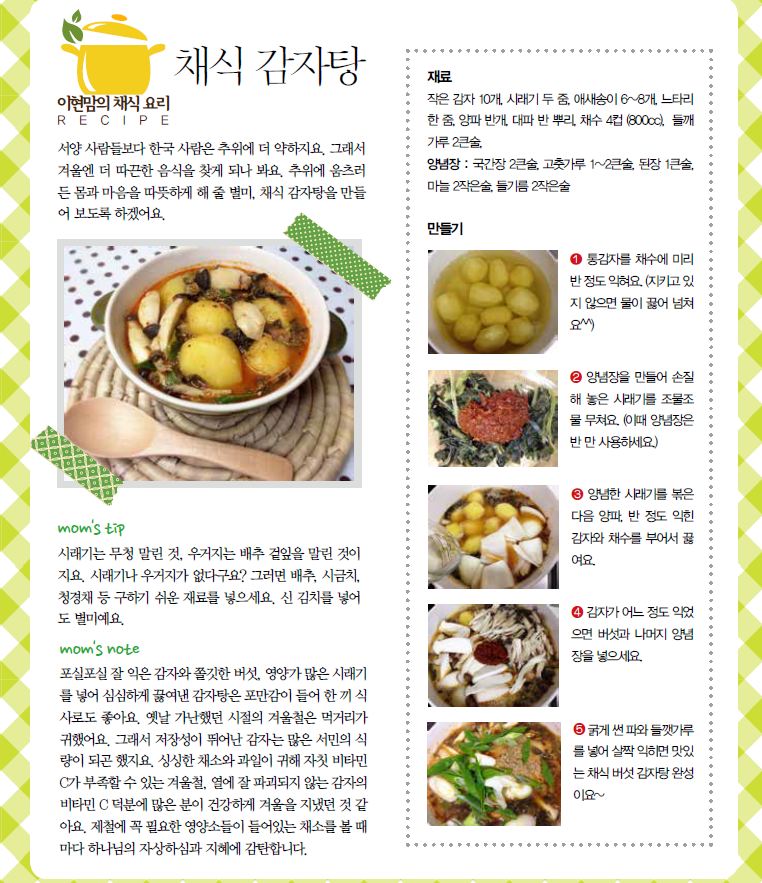 채식 감자탕
이현맘의 채식 요리
RECIPE
서양 사람들보다 한국 사람은 추위에 더 약하지요. 그래서
겨울엔 더 따끈한 음식을 찾게 되나 봐요. 추위에 움츠러
든 몸과 마음을 따뜻하게 해 줄 별미, 채식 감자탕을 만들
어 보도록 하겠어요.
mom's tip
시래기는 무청 말린 것, 우거지는 배추 겉잎을 말린 것이
지요. 시래기나 우거지가 없다구요? 그러면 배추, 시금치,
청경채 등 구하기 쉬운 재료를 넣으세요. 신 김치를 넣어
도 별미예요.
mom's note
포실포실 잘 익은 감자와 쫄깃한 버섯, 영양가 많은 시래기
를 넣어 심심하게 끓여낸 감자탕은 포만감이 들어 한 끼 식
사로도 좋아요. 옛날 가난했던 시절의 겨울철은 먹거리가
귀했어요. 그래서 저장성이 뛰어난 감자는 많은 서민의 식
량이 되곤 했지요. 싱싱한 채소와 과일이 귀해 자칫 비타민
C가 부족할 수 있는 겨울철, 열에 잘 파괴되지 않는 감자의
비타민 C 덕분에 많은 분이 건강하게 겨울을 지냈던 것 같
아요. 제철에 꼭 필요한 영양소들이 들어있는 채소를 볼 때
마다 하나님의 자상하심과 지혜에 감탄합니다.
재료
작은 감자 10개, 시래기 두 줌, 애새송이 6~8개, 느타리
한 줌, 양파 반개, 대파 반 뿌리, 채수 4컵 (800cc), 들깨
가루 2큰술,
양념장 : 국간장 2큰술, 고춧가루 1~2큰술, 된장 1큰술,
마늘 2작은술, 들기름 2작은술
만들기
1 통감자를 채수에 미리
반 정도 익혀요. (지키고 있
지 않으면 물이 끓어 넘쳐
요^^)
2 양념장을 만들어 손질
해 놓은 시래기를 조물조
물 무쳐요. (이때 양념장은
반 만 사용하세요.)
3 양념한 시래기를 볶은
다음 양파, 반 정도 익힌
감자와 채수를 부어서 끓
여요.
4 감자가 어느 정도 익었
으면 버섯과 나머지 양념
장을 넣으세요.
5 굵게 썬 파와 들깻가루
를 넣어 살짝 익히면 맛있
는 채식 버섯 감자탕 완성
이요~